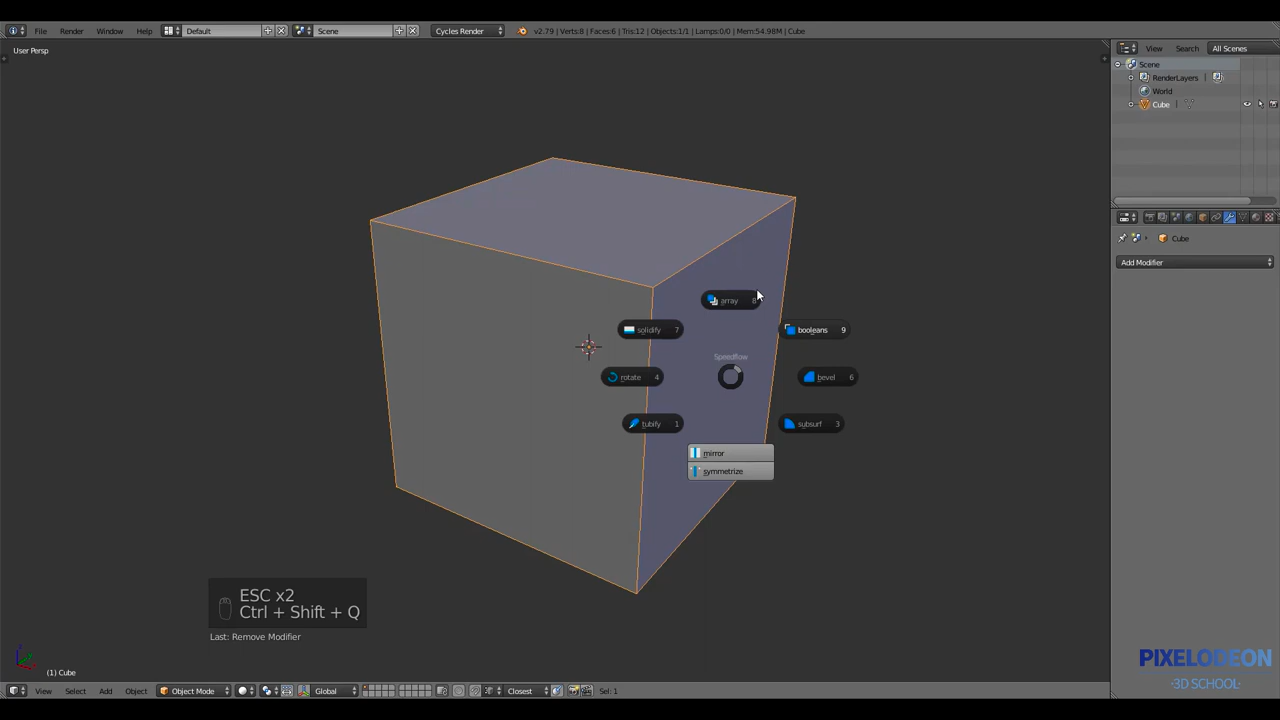 File Render Window Help Default Scene Cycles Render v2.79 | Verts:8 | Faces:6 | Tris:12 | Objects:1/1 | Lamps:0/0 | Mem:54.98M | Cube
User Persp
View Search All Scenes
Scene
RenderLayers
World
Cube
Cube
Add Modifier
array 8
solidify 7
booleans 9
Speedflow
rotate 4
bevel 6
tubify 1
subsurf 3
mirror
symmetrize
ESC x2
Ctrl + Shift + Q
Last: Remove Modifier
(1) Cube
PIXELODEON
·3D SCHOOL·
View Select Add Object Object Mode Global Closest Sel: 1